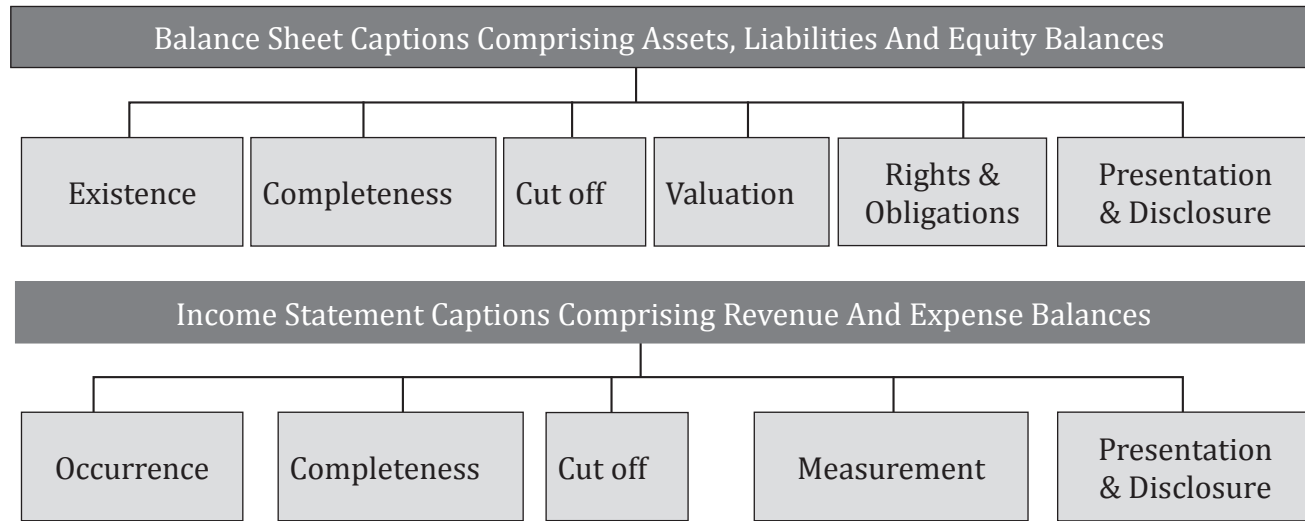 Balance Sheet Captions Comprising Assets, Liabilities And Equity Balances
Existence
Completeness
Cut off
Valuation
Rights &
Obligations
Presentation
& Disclosure
Income Statement Captions Comprising Revenue And Expense Balances
Occurrence
Completeness
Cut off
Measurement
Presentation
& Disclosure